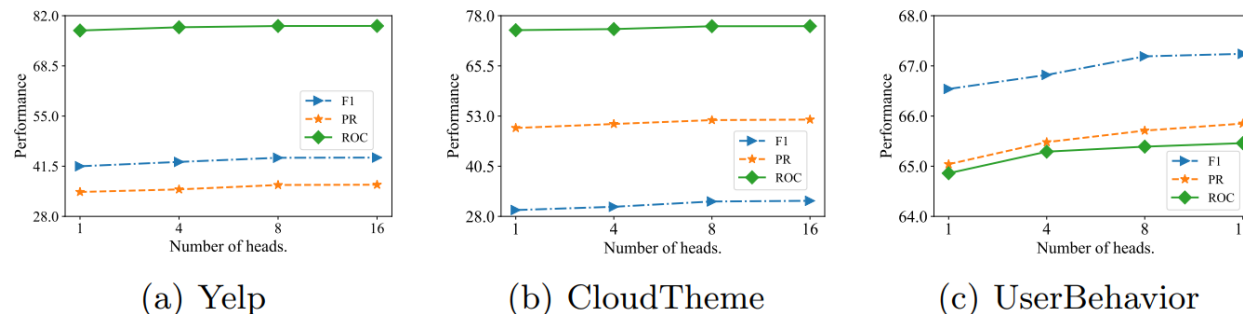 82.0
68.5
55.0
41.5
28.0
Performance
F1
PR
ROC
1 4 8 16
Number of heads.
(a) Yelp
78.0
65.5
53.0
40.5
28.0
Performance
F1
PR
ROC
1 4 8 16
Number of heads.
(b) CloudTheme
68.0
67.0
66.0
65.0
64.0
Performance
F1
PR
ROC
1 4 8 1
Number of heads.
(c) UserBehavior